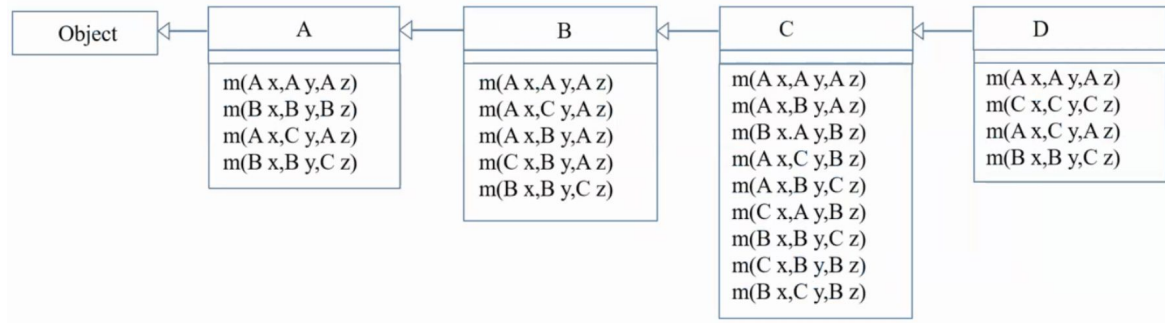 Object
A
m(A x,A y,A z)
m(B x,B y,B z)
m(A x,C y,A z)
m(B x,B y,C z)
B
m(A x,A y,A z)
m(A x,C y,A z)
m(A x,B y,A z)
m(C x,B y,A z)
m(B x,B y,C z)
C
m(A x,A y,A z)
m(A x,B y,A z)
m(B x.A y,B z)
m(A x,C y,B z)
m(A x,B y,C z)
m(C x,A y,B z)
m(B x,B y,C z)
m(C x,B y,B z)
m(B x,C y,B z)
D
m(A x,A y,A z)
m(C x,C y,C z)
m(A x,C y,A z)
m(B x,B y,C z)